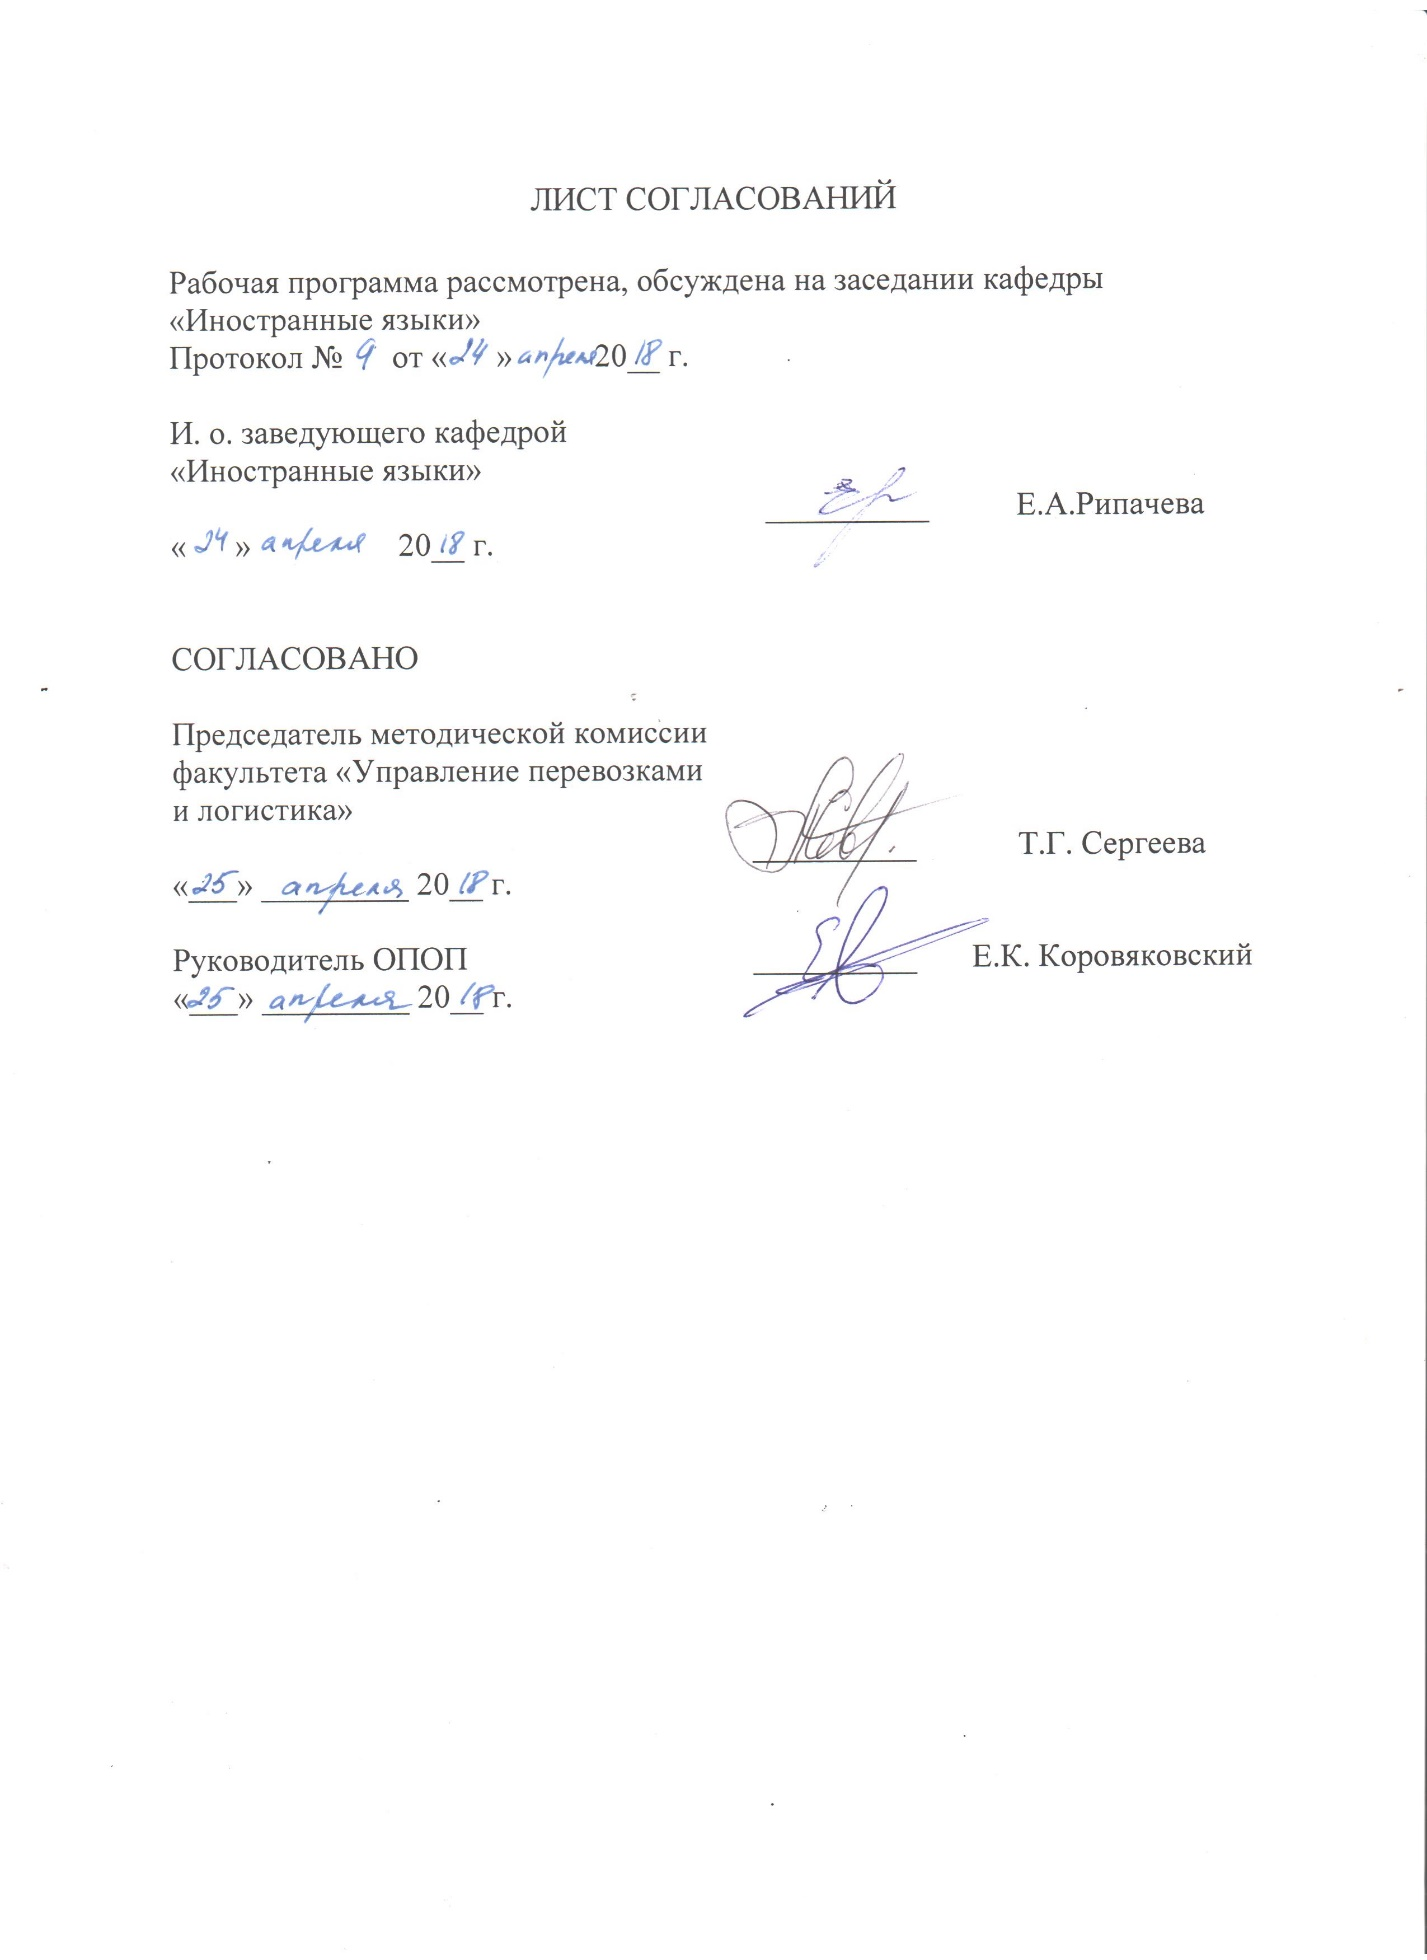 ЛИСТ СОГЛАСОВАНИЙ
Рабочая программа рассмотрена, обсуждена на заседании кафедры
«Иностранные языки»
Протокол № 9 от «24» апреля 2018 г.
И. о. заведующего кафедрой
«Иностранные языки»
Е.А.Рипачева
«24» апреля 2018 г.
СОГЛАСОВАНО
Председатель методической комиссии
факультета «Управление перевозками
и логистика»
Т.Г. Сергеева
«25» апреля 2018 г.
Руководитель ОПОП Е.К. Коровяковский
«25» апреля 2018 г.